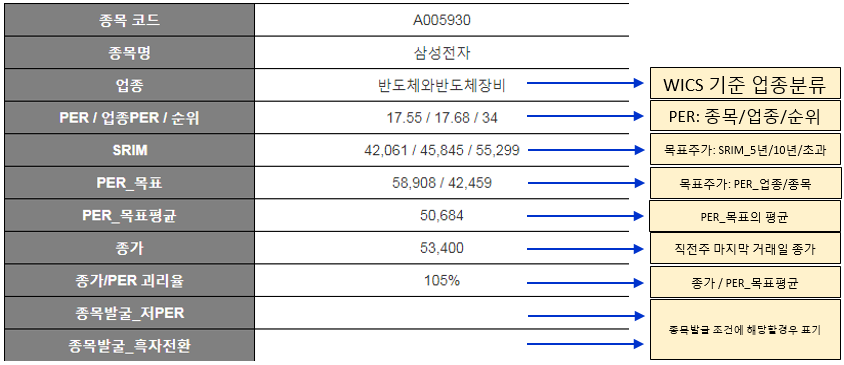 종목 코드 A005930
종목명 삼성전자
업종 반도체와반도체장비 WICS 기준 업종분류
PER / 업종PER / 순위 17.55 / 17.68 / 34 PER: 종목/업종/순위
SRIM 42,061 / 45,845 / 55,299 목표주가: SRIM_5년/10년/초과
PER_목표 58,908 / 42,459 목표주가: PER_업종/종목
PER_목표평균 50,684 PER_목표의 평균
종가 53,400 직전주 마지막 거래일 종가
종가/PER 괴리율 105% 종가 / PER_목표평균
종목발굴_저PER 종목발굴 조건에 해당할경우 표기
종목발굴_흑자전환